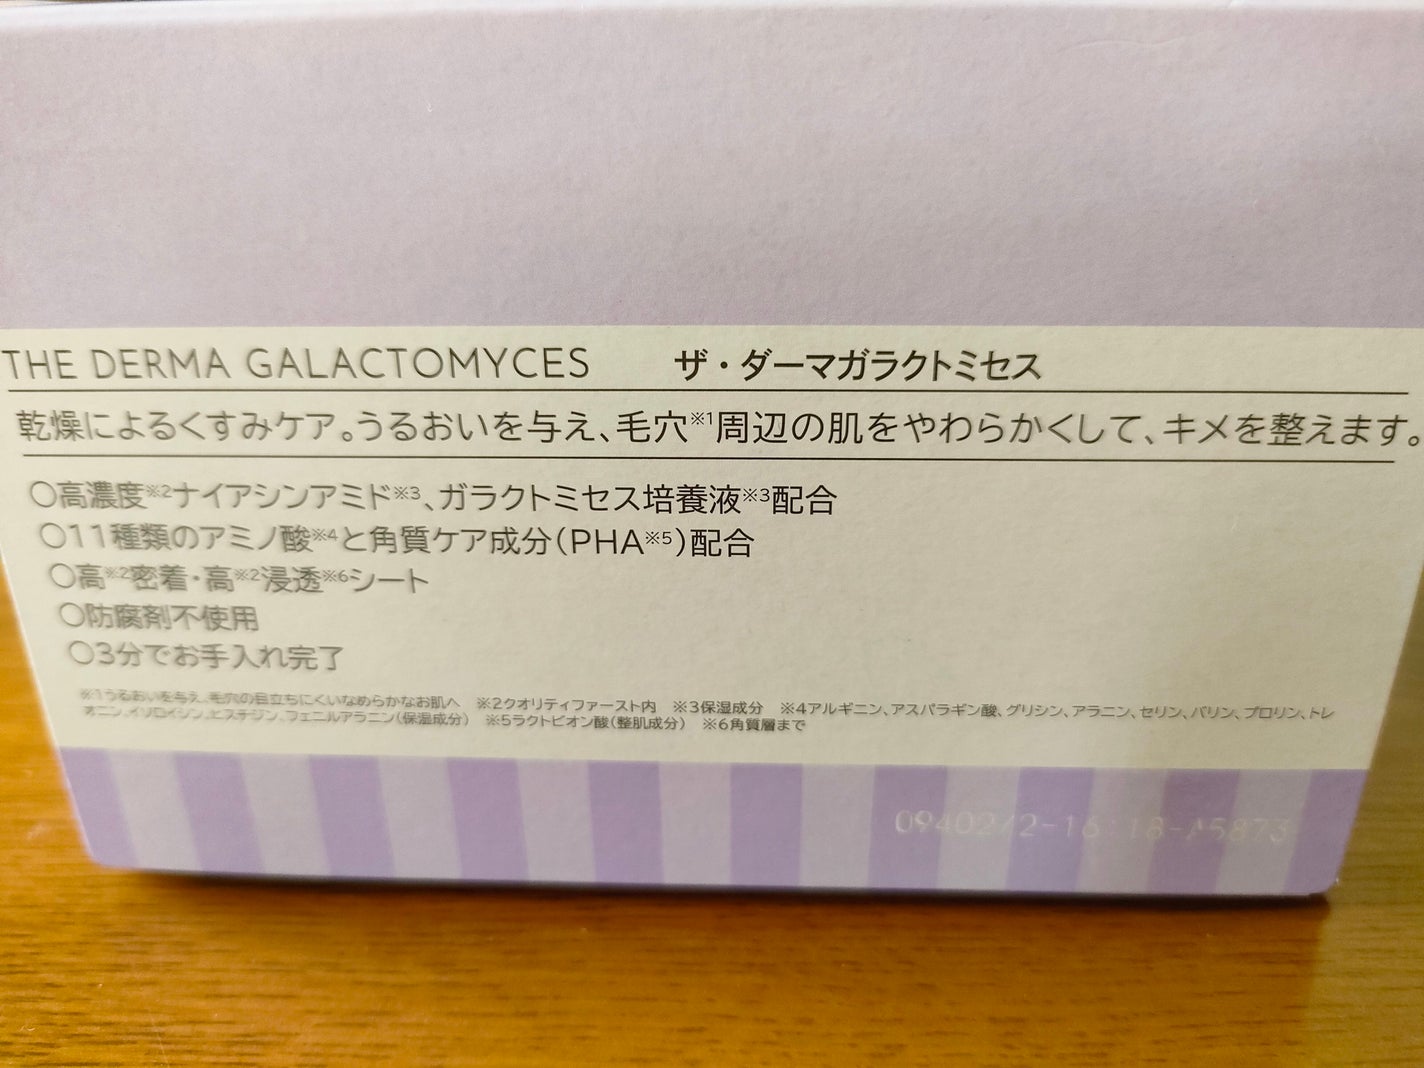 THE DERMA GALACTOMYCES ザ・ダーマガラクトミセス
乾燥によるくすみケア。うるおいを与え、毛穴※1周辺の肌をやわらかくして、キメを整えます。
○高濃度※2ナイアシンアミド※3、ガラクトミセス培養液※3配合
○11種類のアミノ酸※4と角質ケア成分(PHA※5)配合
○高※2密着・高※2浸透※6シート
○防腐剤不使用
○3分でお手入れ完了
※1うるおいを与え、毛穴の目立ちにくいなめらかなお肌へ ※2クオリティファースト内 ※3保湿成分 ※4アルギニン、アスパラギン酸、グリシン、アラニン、セリン、バリン、プロリン、トレ
オニン、イソロイシン、ヒスチジン、フェニルアラニン(保湿成分) ※5ラクトビオン酸(整肌成分) ※6角質層まで
09402/2-16:18-A5873